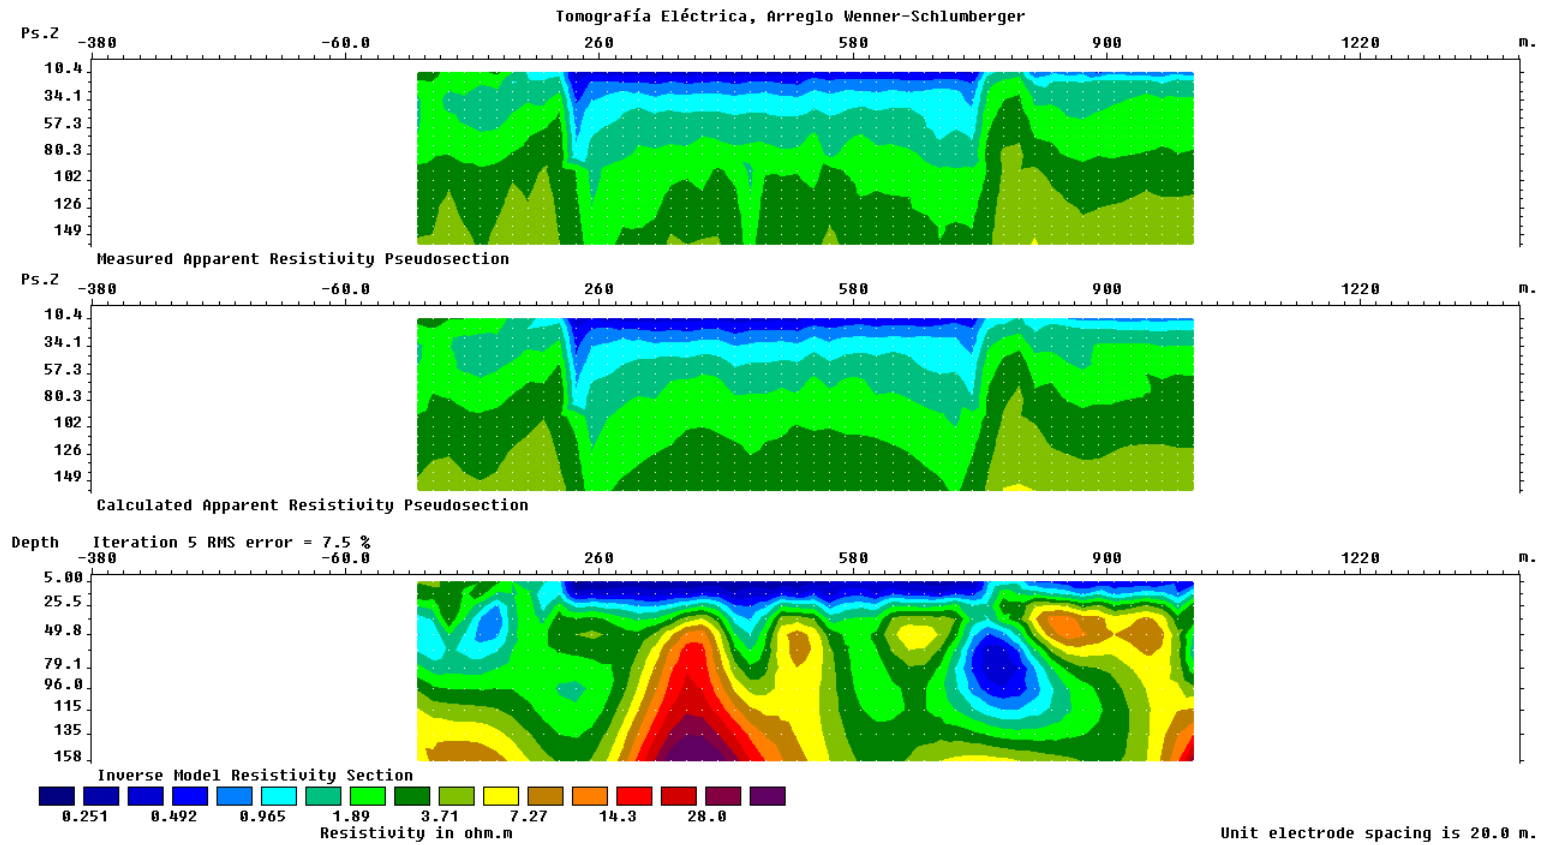 Tomografía Eléctrica, Arreglo Wenner-Schlumberger
Ps.Z -380 -60.0 260 580 900 1220 m.
10.4
34.1
57.3
80.3
102
126
149
Measured Apparent Resistivity Pseudosection
Ps.Z -380 -60.0 260 580 900 1220 m.
10.4
34.1
57.3
80.3
102
126
149
Calculated Apparent Resistivity Pseudosection
Depth Iteration 5 RMS error = 7.5 %
-380 -60.0 260 580 900 1220 m.
5.00
25.5
49.8
79.1
96.0
115
135
158
Inverse Model Resistivity Section
0.251 0.492 0.965 1.89 3.71 7.27 14.3 28.0
Resistivity in ohm.m
Unit electrode spacing is 20.0 m.